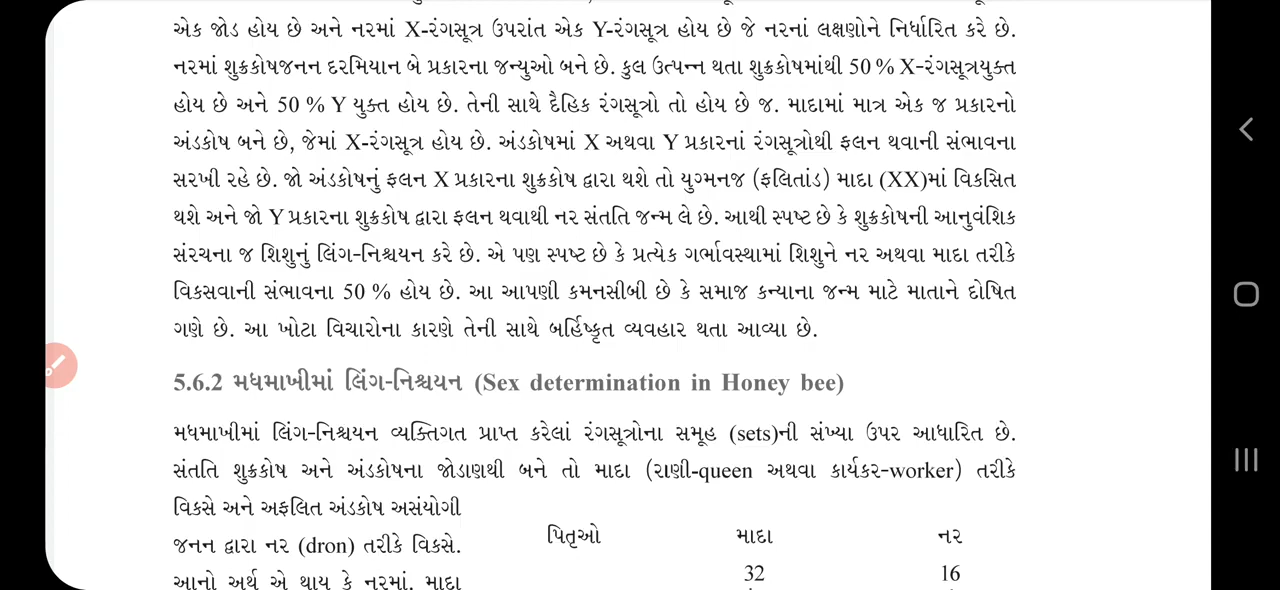 એક જોડ હોય છે અને નરમાં X-રંગસૂત્ર ઉપરાંત એક Y-રંગસૂત્ર હોય છે જે નરનાં લક્ષણોને નિર્ધારિત કરે છે.
નરમાં શુક્રકોષજનન દરમિયાન બે પ્રકારના જન્યુઓ બને છે. કુલ ઉત્પન્ન થતા શુક્રકોષમાંથી 50 % X-રંગસૂત્રયુક્ત
હોય છે અને 50 % Y યુક્ત હોય છે. તેની સાથે દૈહિક રંગસૂત્રો તો હોય છે જ. માદામાં માત્ર એક જ પ્રકારનો
અંડકોષ બને છે, જેમાં X-રંગસૂત્ર હોય છે. અંડકોષમાં X અથવા Y પ્રકારનાં રંગસૂત્રોથી ફલન થવાની સંભાવના
સરખી રહે છે. જો અંડકોષનું ફલન X પ્રકારના શુક્રકોષ દ્વારા થશે તો યુગ્મનજ (ફલિતાંડ) માદા (XX)માં વિકસિત
થશે અને જો Y પ્રકારના શુક્રકોષ દ્વારા ફલન થવાથી નર સંતતિ જન્મ લે છે. આથી સ્પષ્ટ છે કે શુક્રકોષની આનુવંશિક
સંરચના જ શિશુનું લિંગ-નિશ્ચયન કરે છે. એ પણ સ્પષ્ટ છે કે પ્રત્યેક ગર્ભાવસ્થામાં શિશુને નર અથવા માદા તરીકે
વિકસવાની સંભાવના 50 % હોય છે. આ આપણી કમનસીબી છે કે સમાજ કન્યાના જન્મ માટે માતાને દોષિત
ગણે છે. આ ખોટા વિચારોના કારણે તેની સાથે બર્હિષ્કૃત વ્યવહાર થતા આવ્યા છે.
5.6.2 મધમાખીમાં લિંગ-નિશ્ચયન (Sex determination in Honey bee)
મધમાખીમાં લિંગ-નિશ્ચયન વ્યક્તિગત પ્રાપ્ત કરેલાં રંગસૂત્રોના સમૂહ (sets)ની સંખ્યા ઉપર આધારિત છે.
સંતતિ શુક્રકોષ અને અંડકોષના જોડાણથી બને તો માદા (રાણી-queen અથવા કાર્યકર-worker) તરીકે
વિકસે અને અફલિત અંડકોષ અસંયોગી
જનન દ્વારા નર (dron) તરીકે વિકસે.
આનો અર્થ એ થાય કે નરમાં. માદા
પિતૃઓ માદા નર
32 16